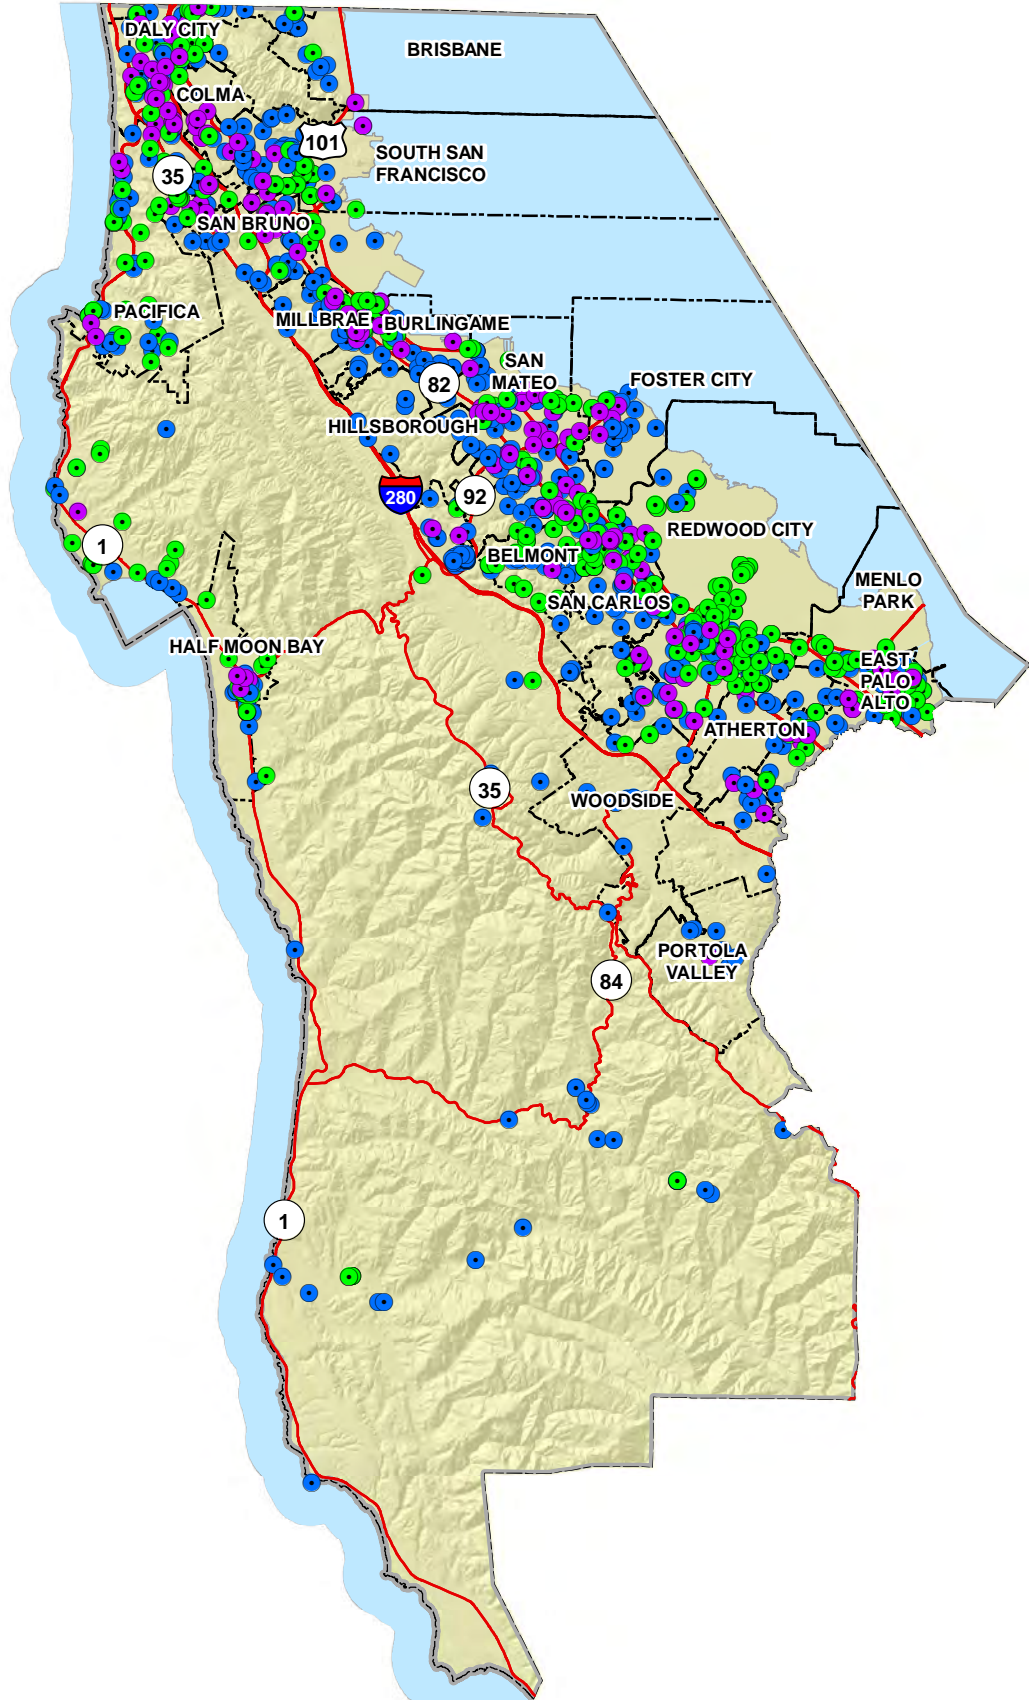 DALY CITY
BRISBANE
COLMA
101
SOUTH SAN
FRANCISCO
35
SAN BRUNO
PACIFICA
MILLBRAE
BURLINGAME
SAN
MATEO
82
FOSTER CITY
HILLSBOROUGH
280
92
REDWOOD CITY
1
BELMONT
MENLO
PARK
SAN CARLOS
HALF MOON BAY
EAST
PALO
ALTO
ATHERTON
35
WOODSIDE
PORTOLA
VALLEY
84
1